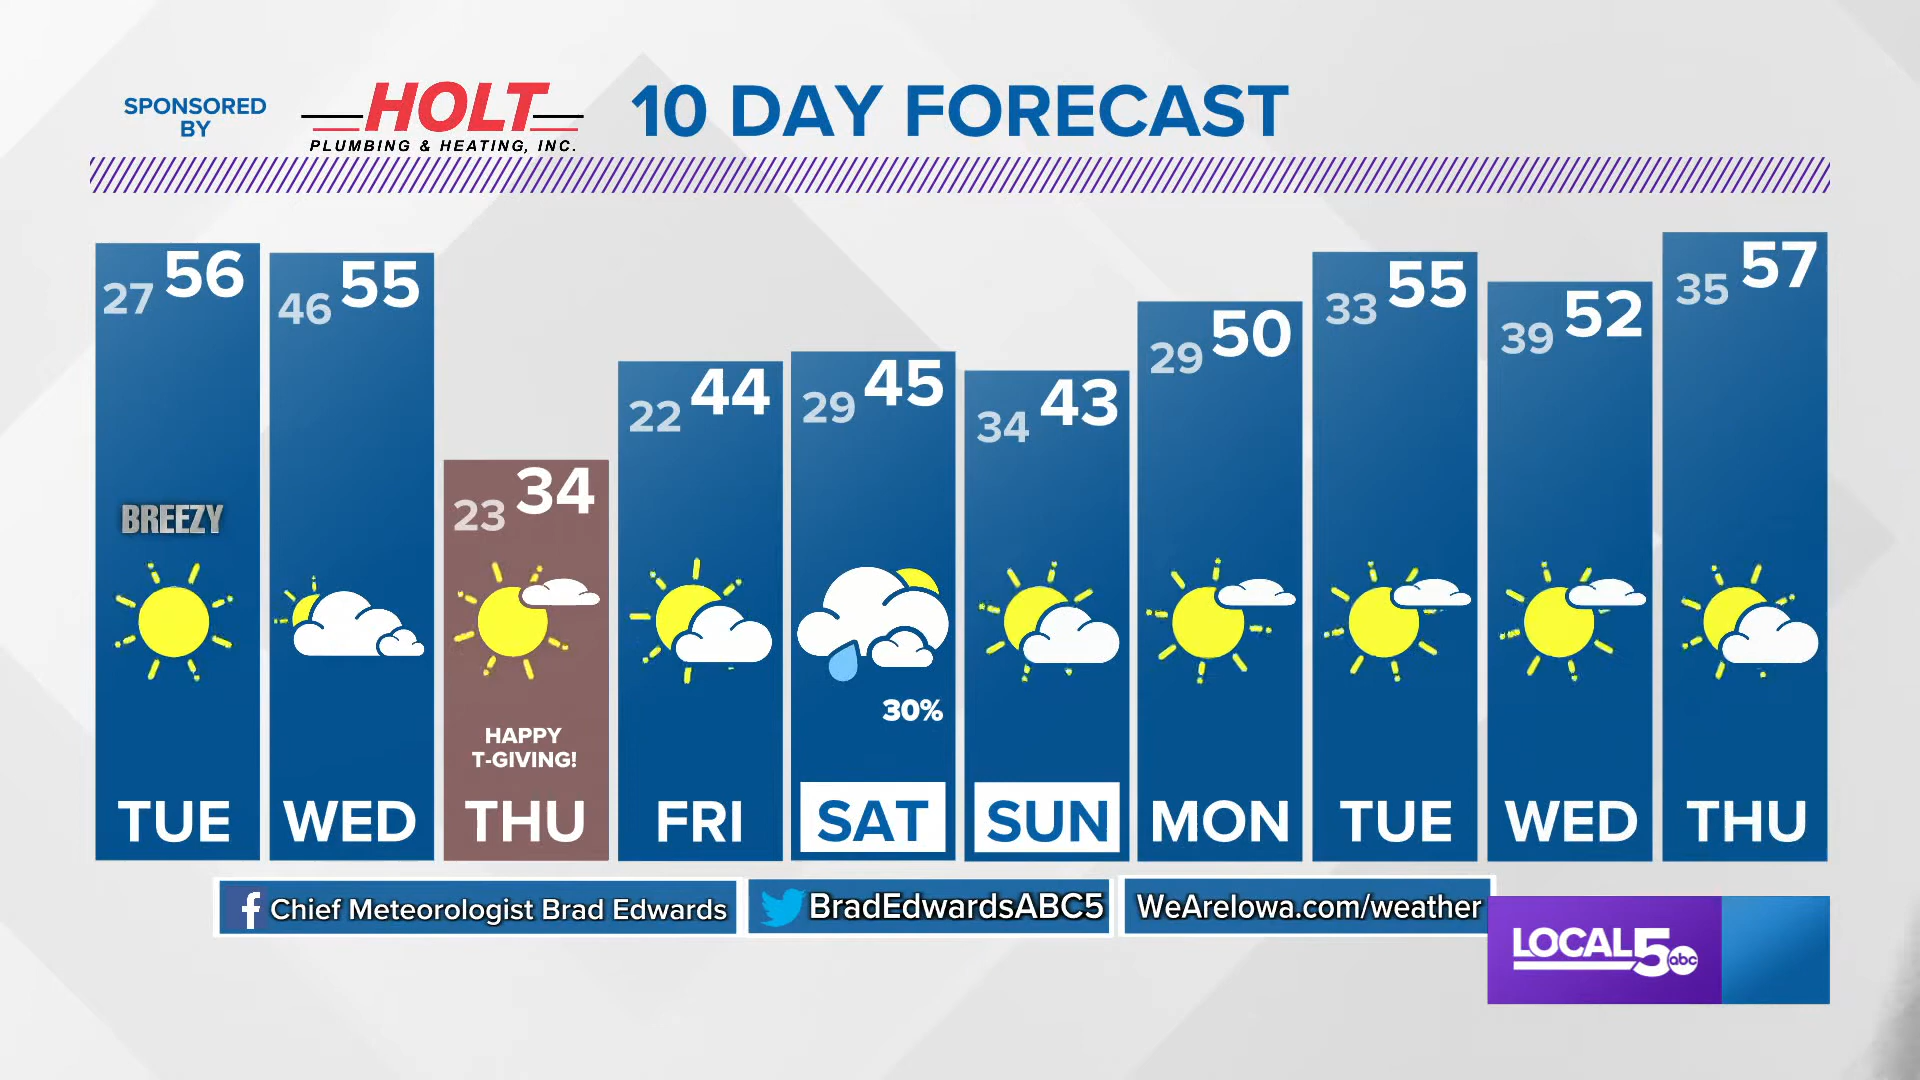 SPONSORED
BY
HOLT
PLUMBING & HEATING, INC.
10 DAY FORECAST
27 56
46 55
23 34
22 44
29 45
34 43
29 50
33 55
39 52
35 57
BREEZY
30%
HAPPY
T-GIVING!
TUE WED THU FRI SAT SUN MON TUE WED THU
f Chief Meteorologist Brad Edwards
BradEdwardsABC5
WeAreIowa.com/weather
LOCAL 5 abc